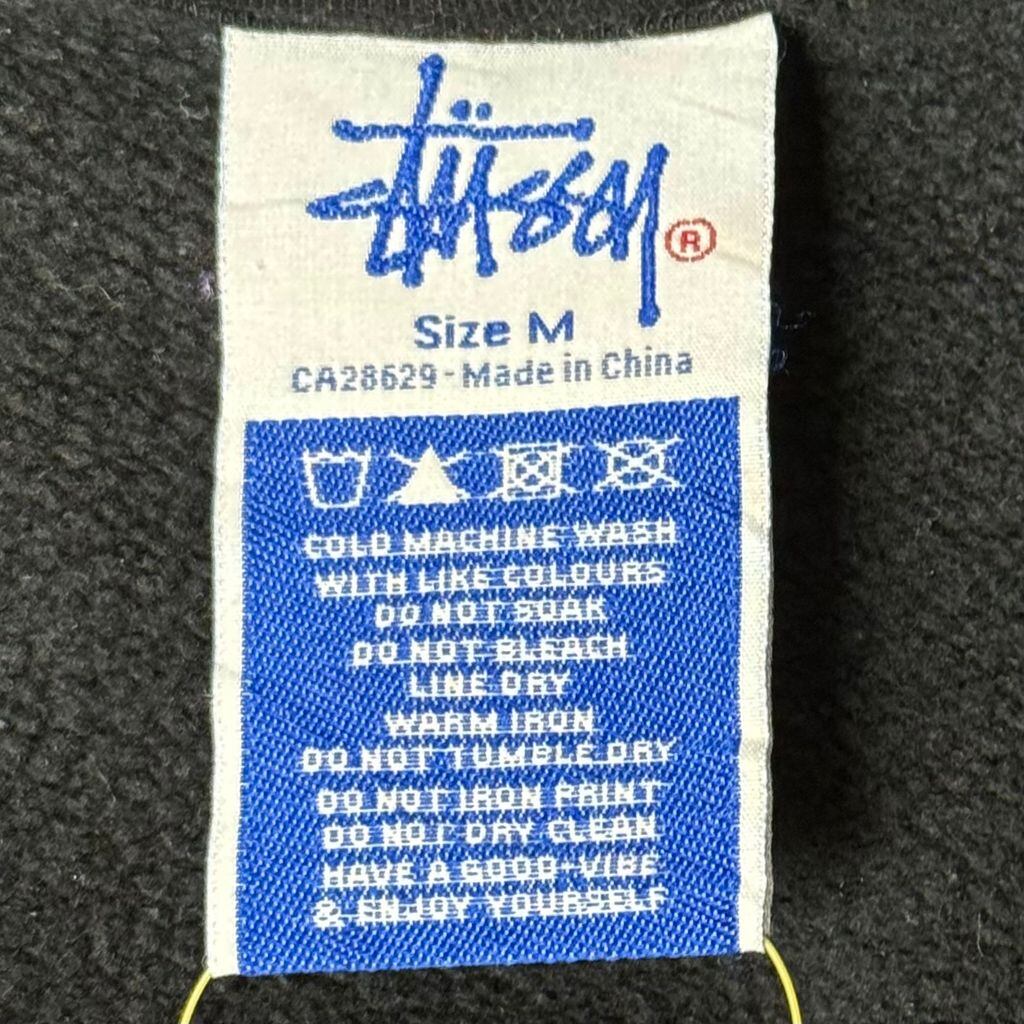 Stüssy ®
Size M
CA28629 - Made in China
COLD MACHINE WASH
WITH LIKE COLOURS
DO NOT SOAK
DO NOT BLEACH
LINE DRY
WARM IRON
DO NOT TUMBLE DRY
DO NOT IRON PRINT
DO NOT DRY CLEAN
HAVE A GOOD-VIBE
& ENJOY YOURSELF